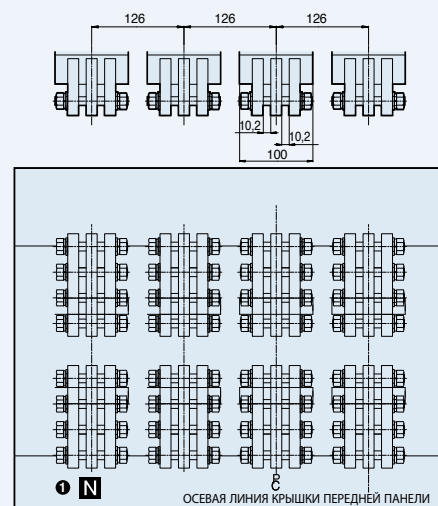 126 126 126
10,2
10,2
100
❶ N
P
C
ОСЕВАЯ ЛИНИЯ КРЫШКИ ПЕРЕДНЕЙ ПАНЕЛИ